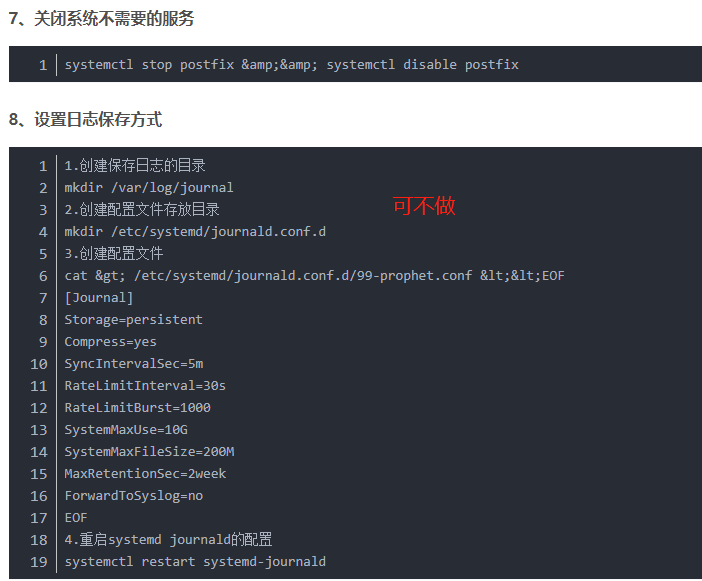 7、关闭系统不需要的服务
1 systemctl stop postfix &amp;&amp; systemctl disable postfix
8、设置日志保存方式
1 1.创建保存日志的目录
2 mkdir /var/log/journal
可不做
3 2.创建配置文件存放目录
4 mkdir /etc/systemd/journald.conf.d
5 3.创建配置文件
6 cat &gt; /etc/systemd/journald.conf.d/99-prophet.conf &lt;&lt;EOF
7 [Journal]
8 Storage=persistent
9 Compress=yes
10 SyncIntervalSec=5m
11 RateLimitInterval=30s
12 RateLimitBurst=1000
13 SystemMaxUse=10G
14 SystemMaxFileSize=200M
15 MaxRetentionSec=2week
16 ForwardToSyslog=no
17 EOF
18 4.重启systemd journald的配置
19 systemctl restart systemd-journald